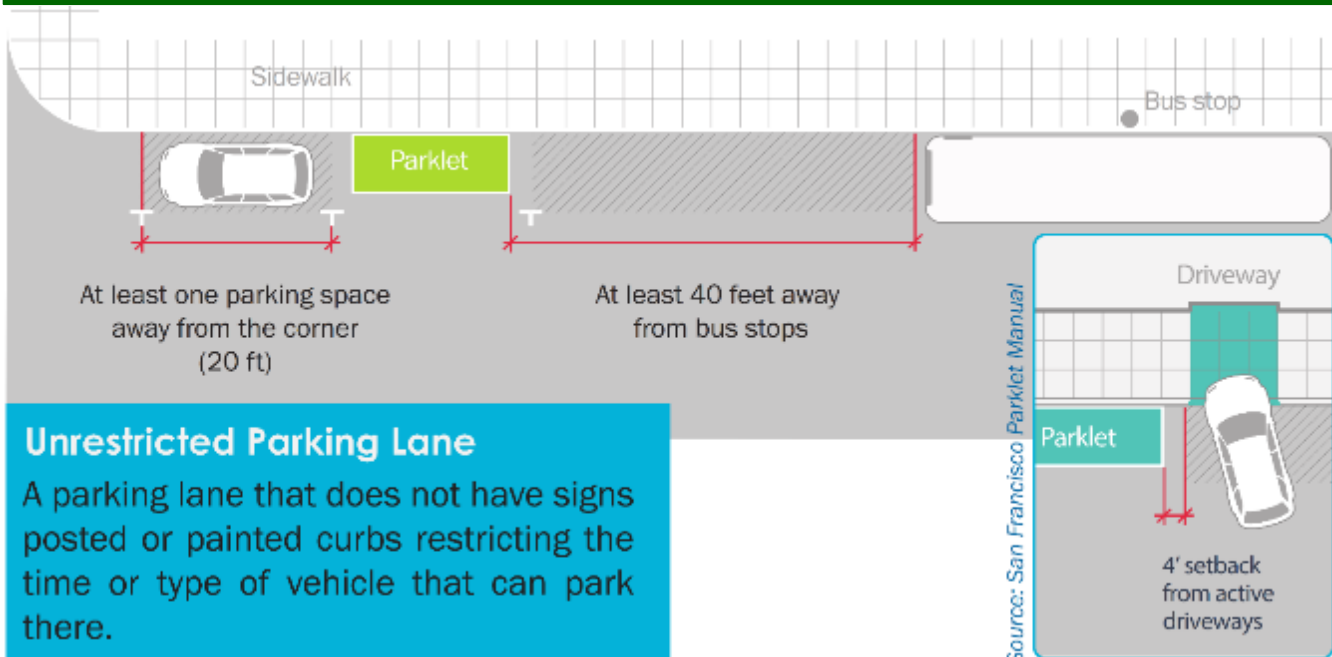 Sidewalk
Bus stop
Parklet
At least one parking space
away from the corner
(20 ft)
At least 40 feet away
from bus stops
Unrestricted Parking Lane
A parking lane that does not have signs
posted or painted curbs restricting the
time or type of vehicle that can park
there.
Source: San Francisco Parklet Manual
Driveway
Parklet
4' setback
from active
driveways